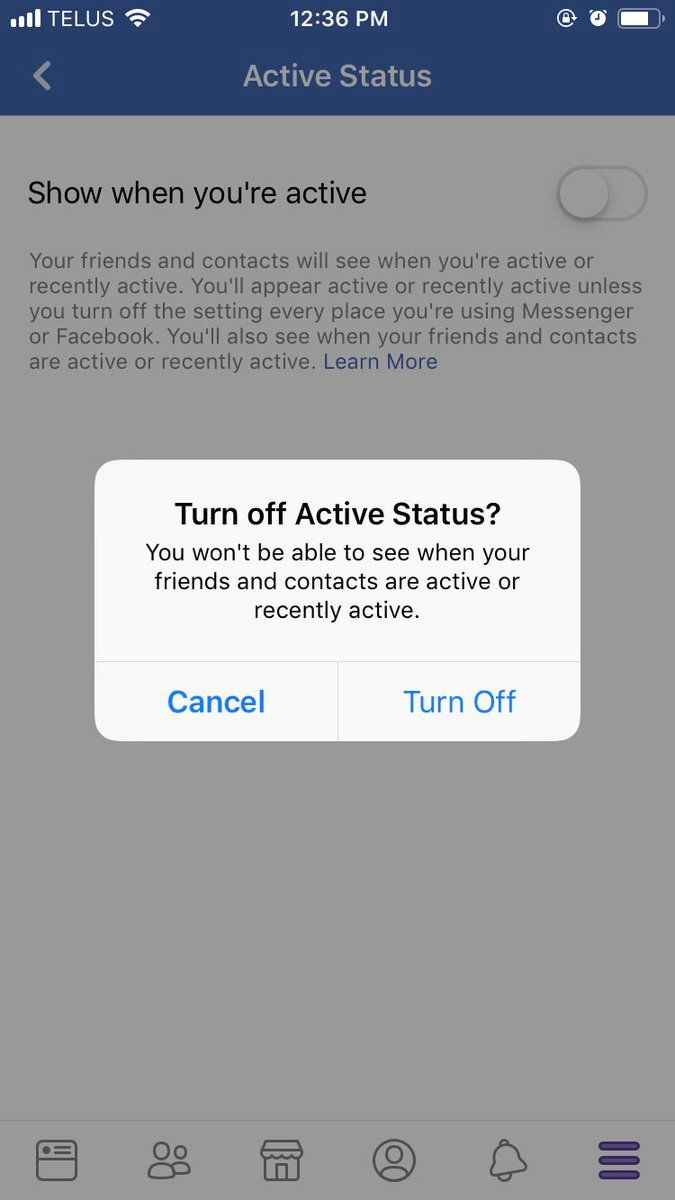 TELUS 12:36 PM
Active Status
Show when you're active
Your friends and contacts will see when you're active or
recently active. You'll appear active or recently active unless
you turn off the setting every place you're using Messenger
or Facebook. You'll also see when your friends and contacts
are active or recently active. Learn More
Turn off Active Status?
You won't be able to see when your
friends and contacts are active or
recently active.
Cancel Turn Off